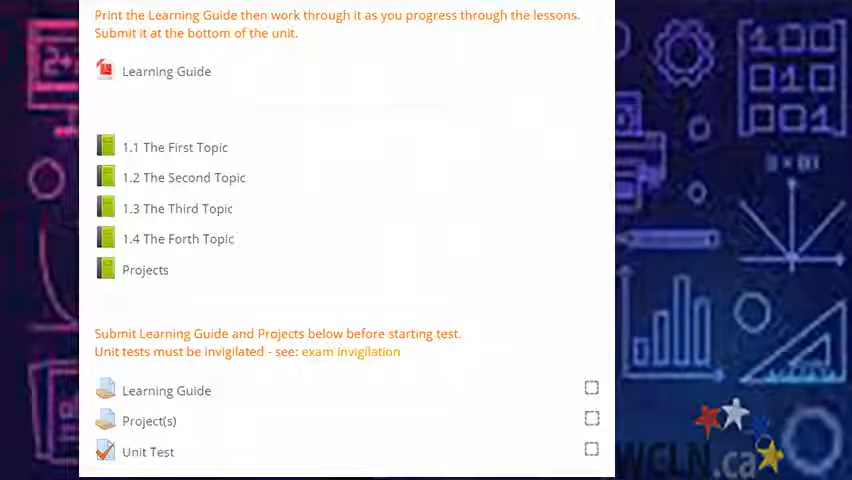 Print the Learning Guide then work through it as you progress through the lessons.
Submit it at the bottom of the unit.
Learning Guide
1.1 The First Topic
1.2 The Second Topic
1.3 The Third Topic
1.4 The Forth Topic
Projects
Submit Learning Guide and Projects below before starting test.
Unit tests must be invigilated - see: exam invigilation
Learning Guide
Project(s)
Unit Test
100
010
001
WCLN.ca